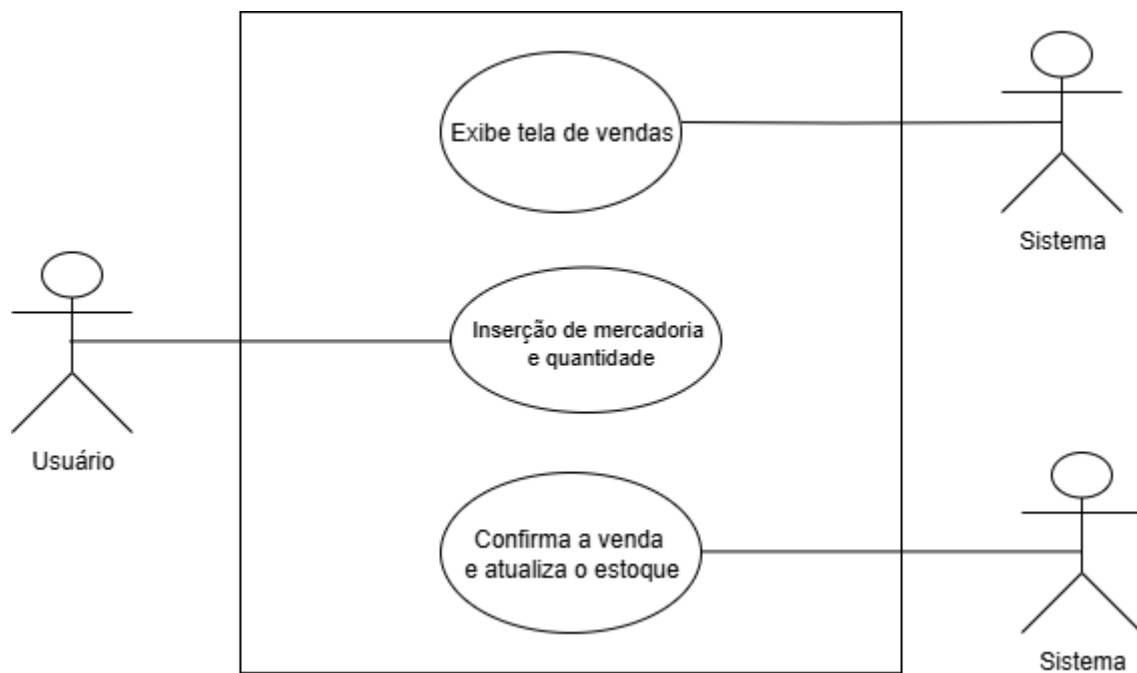 Exibe tela de vendas
Sistema
Inserção de mercadoria
e quantidade
Usuário
Confirma a venda
e atualiza o estoque
Sistema